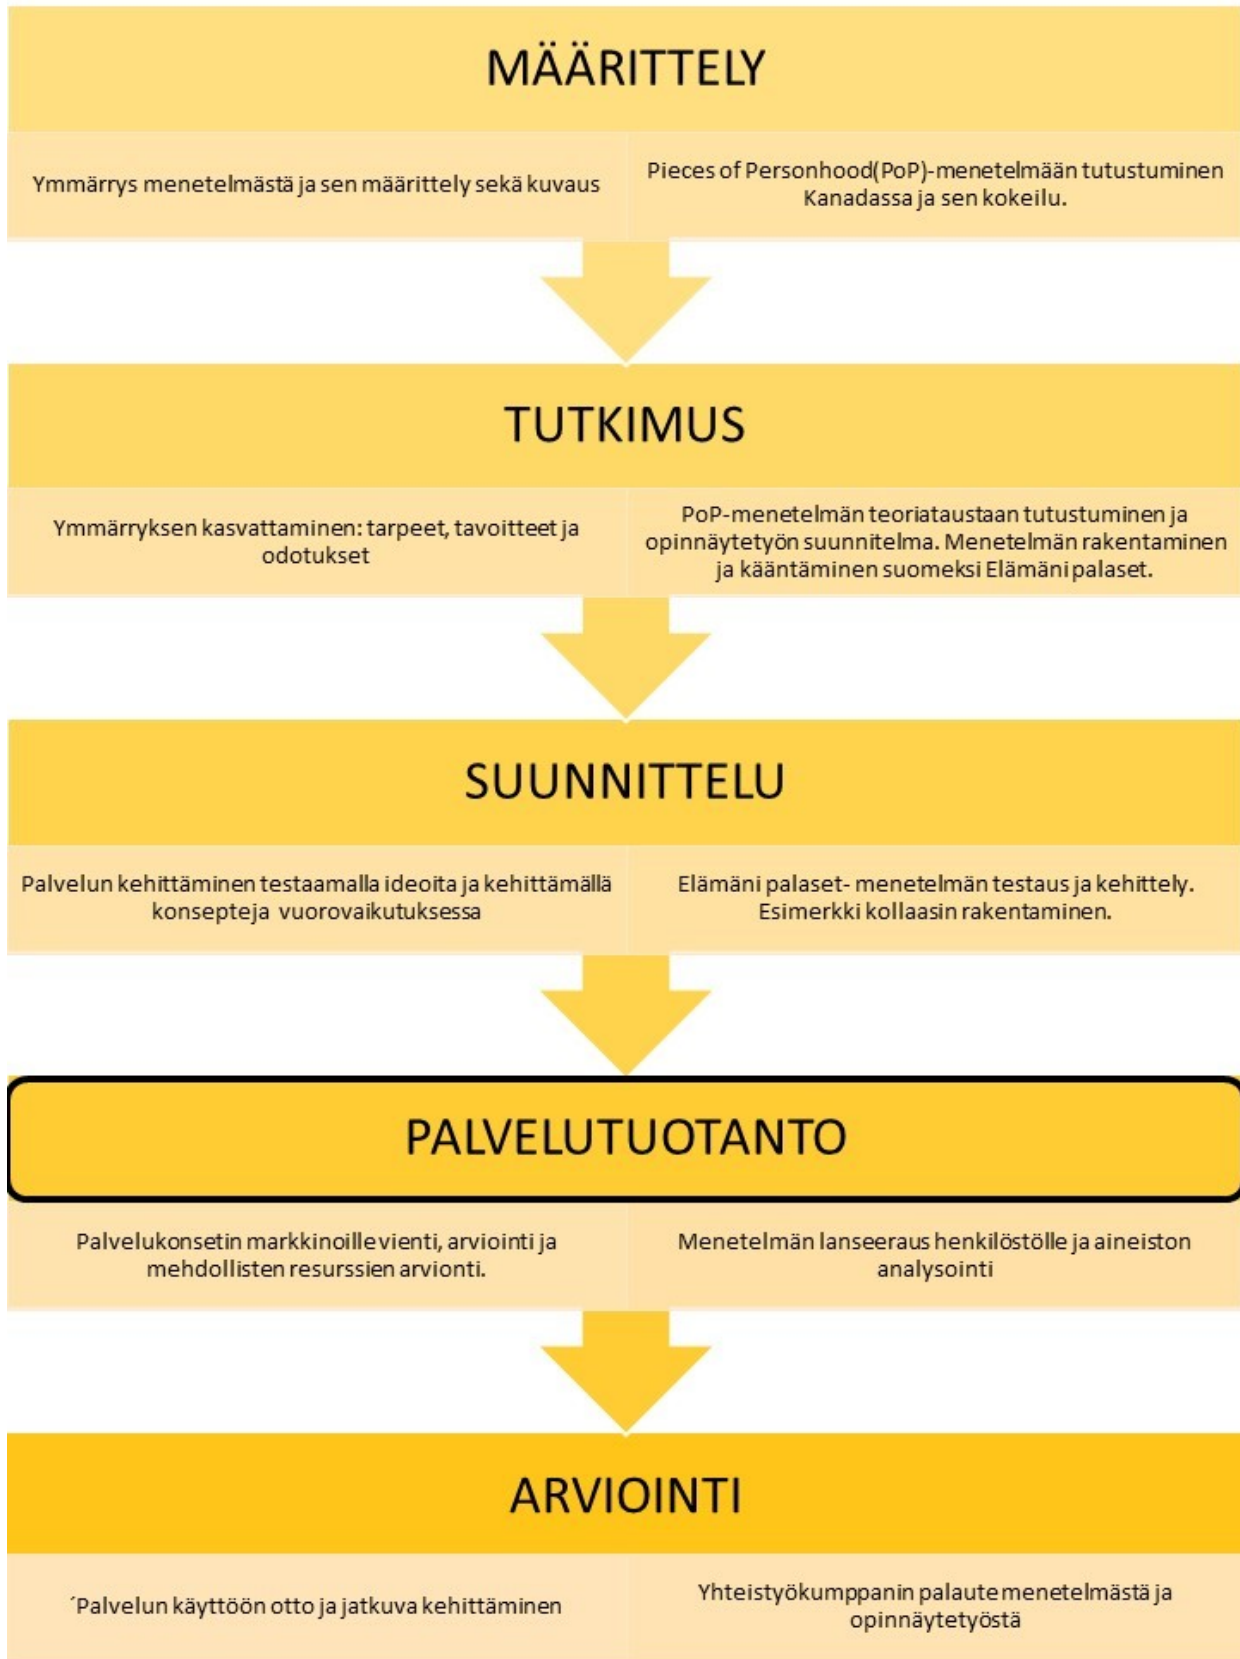 MÄÄRITTELY
Ymmärrys menetelmästä ja sen määrittely sekä kuvaus
Pieces of Personhood(PoP)-menetelmään tutustuminen
Kanadassa ja sen kokeilu.
TUTKIMUS
Ymmärryksen kasvattaminen: tarpeet, tavoitteet ja
odotukset
PoP-menetelmän teoriataustaan tutustuminen ja
opinnäytetyön suunnitelma. Menetelmän rakentaminen
ja kääntäminen suomeksi Elämäni palaset.
SUUNNITTELU
Palvelun kehittäminen testaamalla ideoita ja kehittämällä
konsepteja vuorovaikutuksessa
Elämäni palaset- menetelmän testaus ja kehittely.
Esimerkki kollaasin rakentaminen.
PALVELUTUOTANTO
Palvelukonsetin markkinoille vienti, arviointi ja
mehdollisten resurssien arvionti.
Menetelmän lanseeraus henkilöstölle ja aineiston
analysointi
ARVIOINTI
´Palvelun käyttöön otto ja jatkuva kehittäminen
Yhteistyökumppanin palaute menetelmästä ja
opinnäytetyöstä